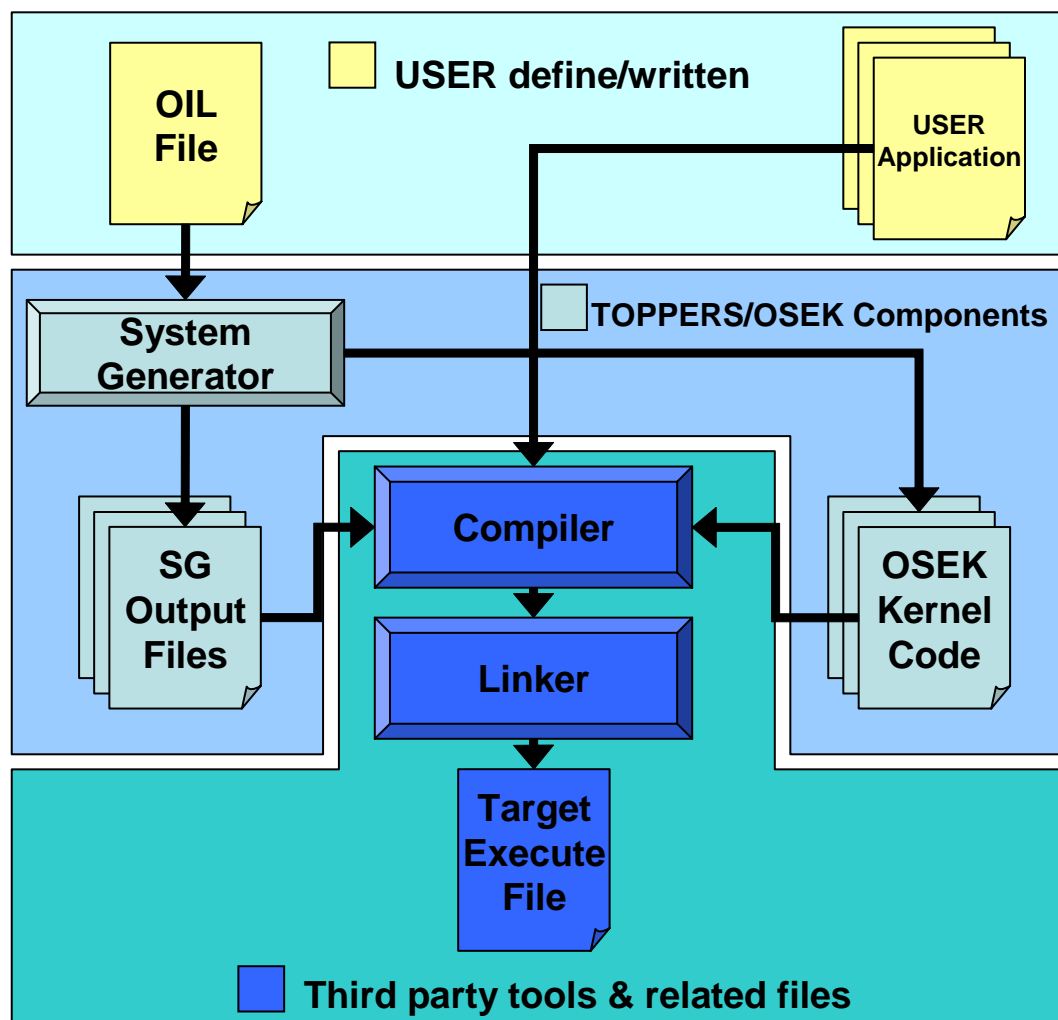 OIL
File
USER define/written
USER
Application
System
Generator
TOPPERS/OSEK Components
Compiler
SG
Output
Files
OSEK
Kernel
Code
Linker
Target
Execute
File
Third party tools & related files